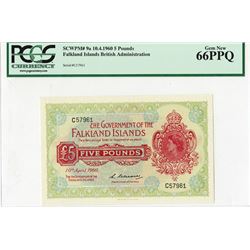 PCGS
CURRENCY
SCWPM# 9a 10.4.1960 5 Pounds
Falkland Islands British Administration
Serial#C57961
Gem New
66PPQ
C57961
THE GOVERNMENT OF THE
FALKLAND ISLANDS
£5
FIVE POUNDS
10th April 1960.
C57961